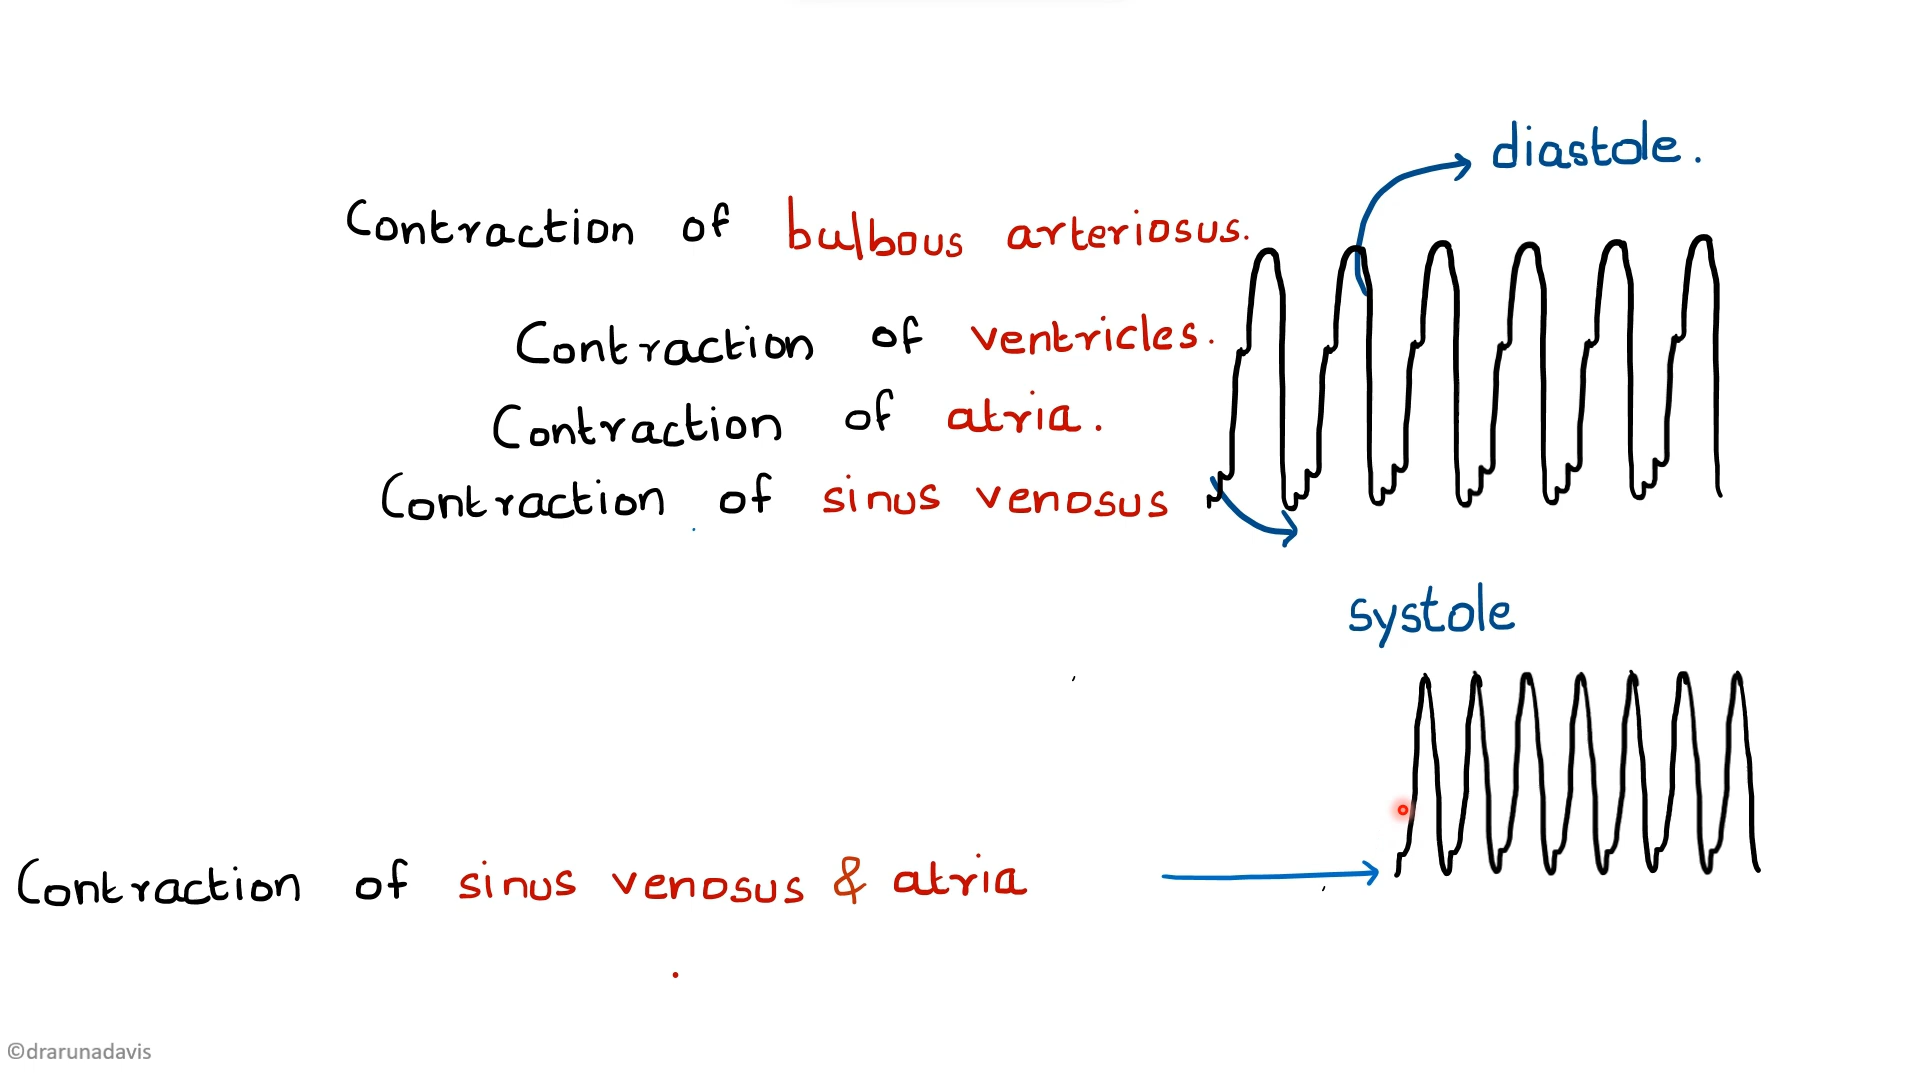 diastole.
Contraction of bulbous arteriosus.
Contraction of ventricles.
Contraction of atria.
Contraction of sinus venosus
systole
Contraction of sinus venosus & atria
©drarunadavis